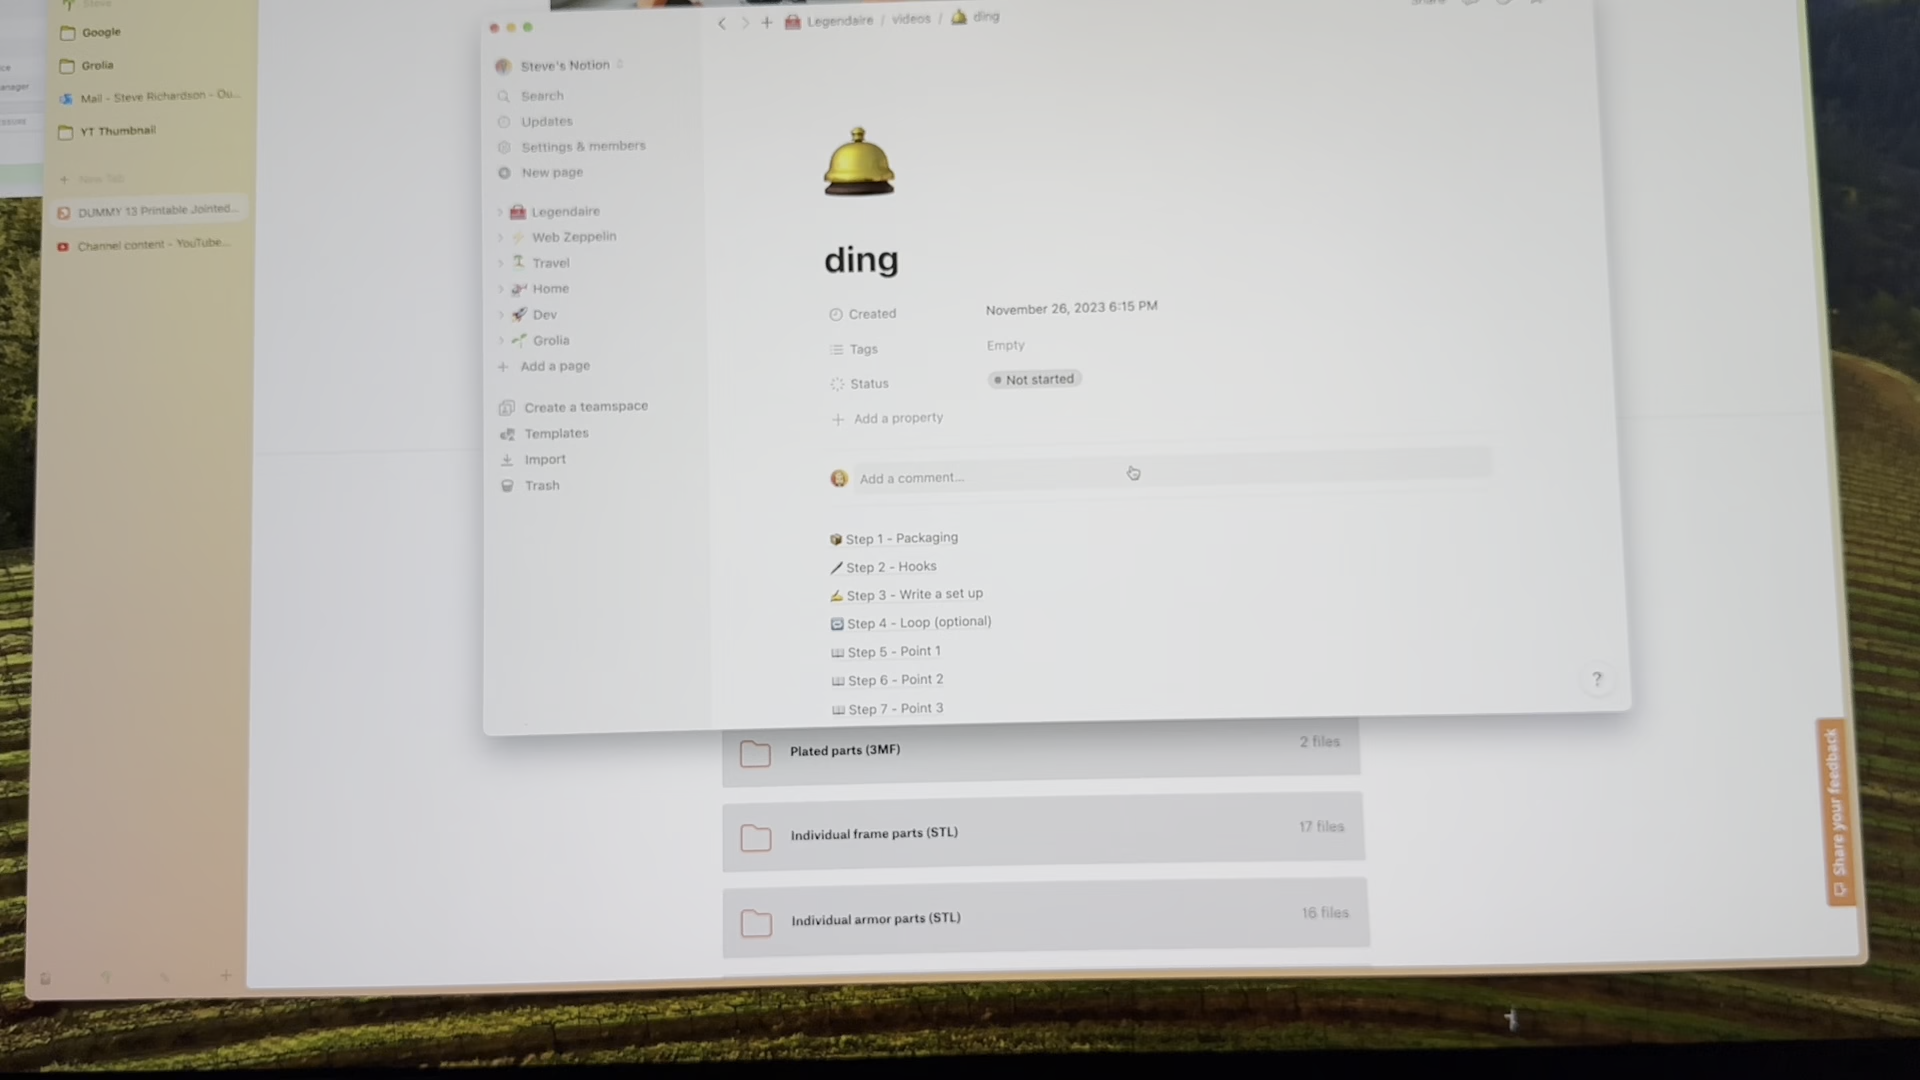 Steve
Google
Grolia
Mail - Steve Richardson - Ou...
YT Thumbnail
+ New Tab
DUMMY 13 Printable Jointed...
Channel content - YouTube...
anager
Legendaire / videos / ding
Share
Steve's Notion
Search
Updates
Settings & members
New page
Legendaire
Web Zeppelin
Travel
Home
Dev
Grolia
Add a page
Create a teamspace
Templates
Import
Trash
ding
Created November 26, 2023 6:15 PM
Tags Empty
Status Not started
+ Add a property
Add a comment...
Step 1 - Packaging
Step 2 - Hooks
Step 3 - Write a set up
Step 4 - Loop (optional)
Step 5 - Point 1
Step 6 - Point 2
Step 7 - Point 3
?
Plated parts (3MF) 2 files
Individual frame parts (STL) 17 files
Individual armor parts (STL) 16 files
Share your feedback